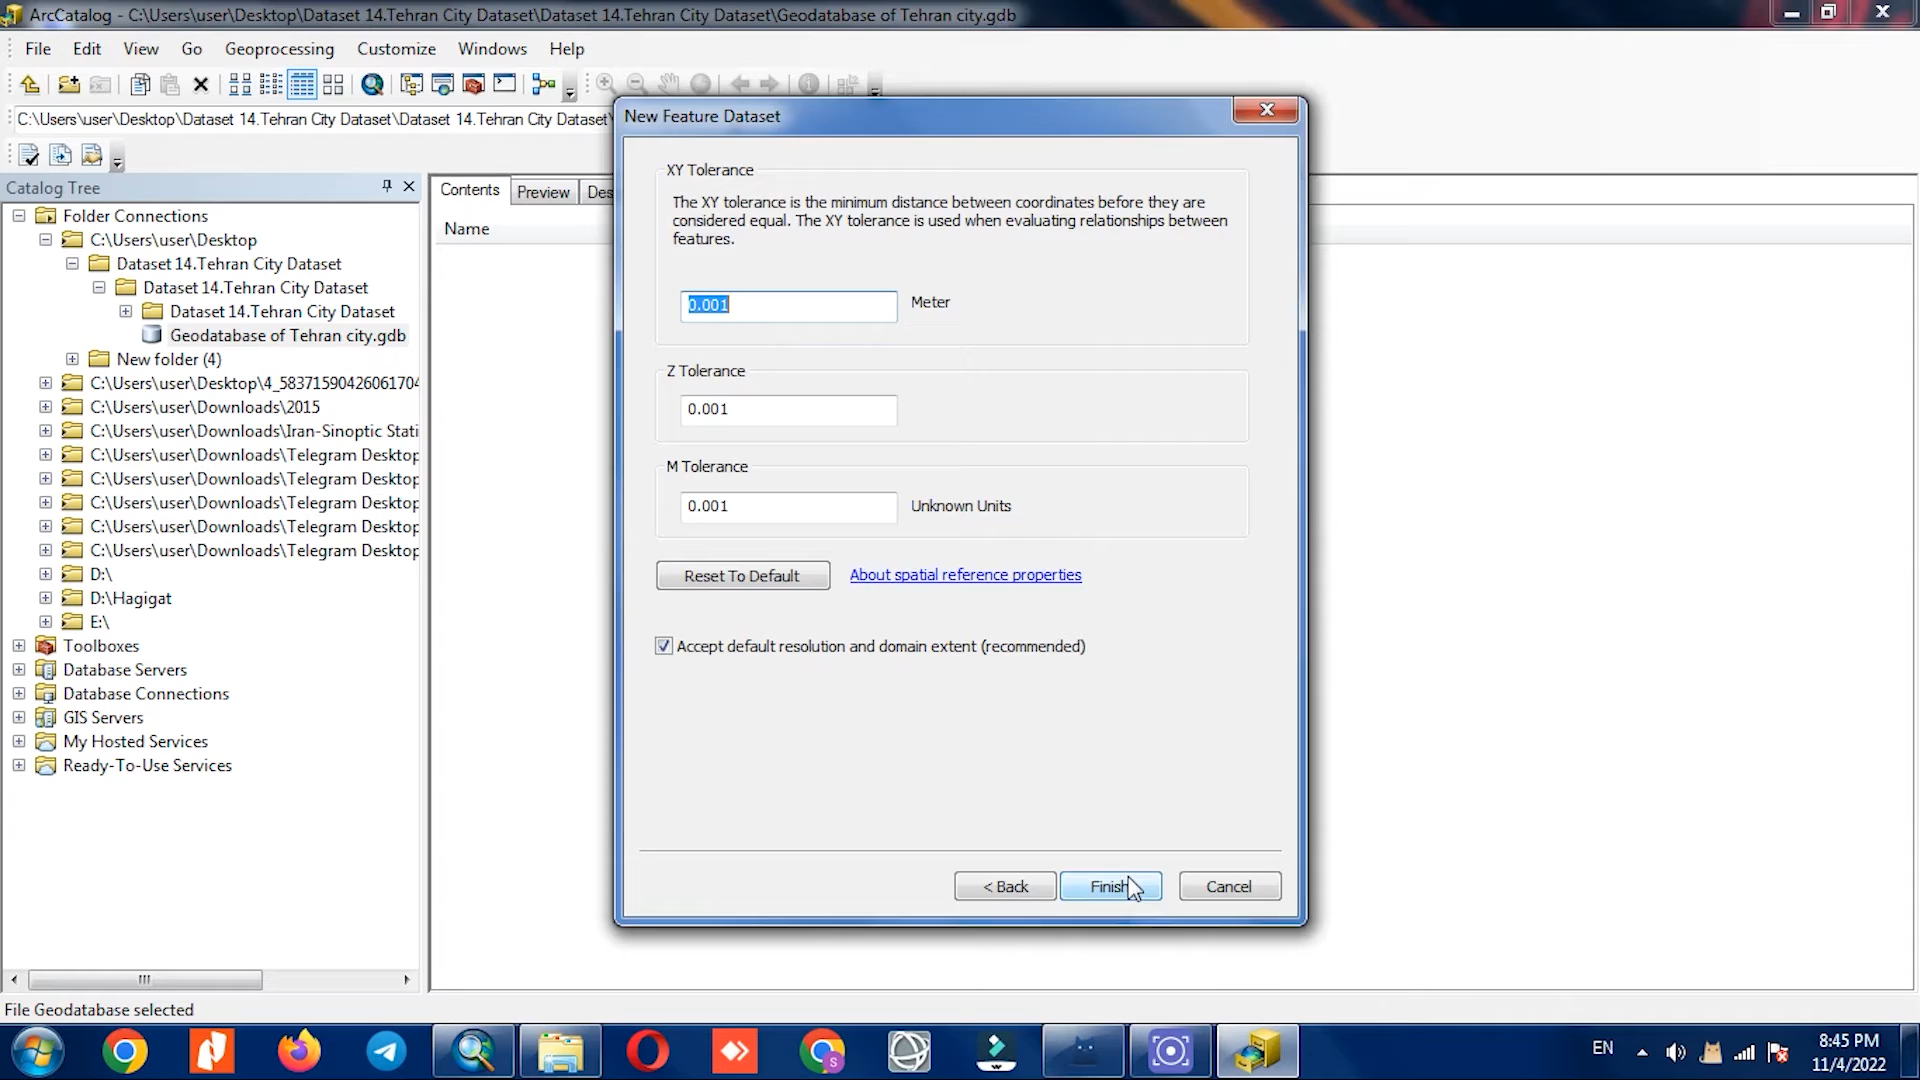 ArcCatalog - C:\Users\user\Desktop\Dataset 14.Tehran City Dataset\Dataset 14.Tehran City Dataset\Geodatabase of Tehran city.gdb
File Edit View Go Geoprocessing Customize Windows Help
C:\Users\user\Desktop\Dataset 14.Tehran City Dataset\Dataset 14.Tehran City Dataset\
Catalog Tree
Folder Connections
C:\Users\user\Desktop
Dataset 14.Tehran City Dataset
Dataset 14.Tehran City Dataset
Dataset 14.Tehran City Dataset
Geodatabase of Tehran city.gdb
New folder (4)
C:\Users\user\Desktop\4_58371590426061704
C:\Users\user\Downloads\2015
C:\Users\user\Downloads\Iran-Sinoptic Stati
C:\Users\user\Downloads\Telegram Desktop
C:\Users\user\Downloads\Telegram Desktop
C:\Users\user\Downloads\Telegram Desktop
C:\Users\user\Downloads\Telegram Desktop
C:\Users\user\Downloads\Telegram Desktop
D:\
D:\Hagigat
E:\
Toolboxes
Database Servers
Database Connections
GIS Servers
My Hosted Services
Ready-To-Use Services
Contents Preview Des
Name
New Feature Dataset
XY Tolerance
The XY tolerance is the minimum distance between coordinates before they are
considered equal. The XY tolerance is used when evaluating relationships between
features.
0.001 Meter
Z Tolerance
0.001
M Tolerance
0.001 Unknown Units
Reset To Default About spatial reference properties
Accept default resolution and domain extent (recommended)
< Back Finish Cancel
File Geodatabase selected
EN
8:45 PM
11/4/2022